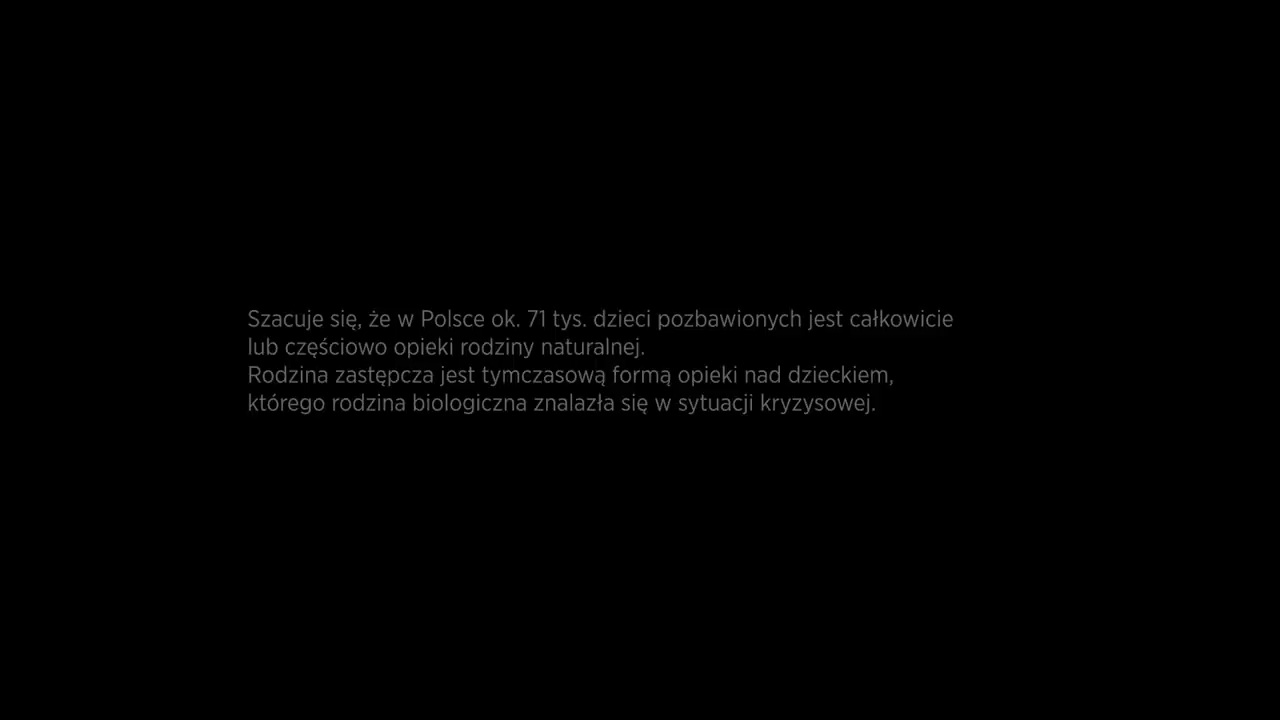 Szacuje się, że w Polsce ok. 71 tys. dzieci pozbawionych jest całkowicie
lub częściowo opieki rodziny naturalnej.
Rodzina zastępcza jest tymczasową formą opieki nad dzieckiem,
którego rodzina biologiczna znalazła się w sytuacji kryzysowej.